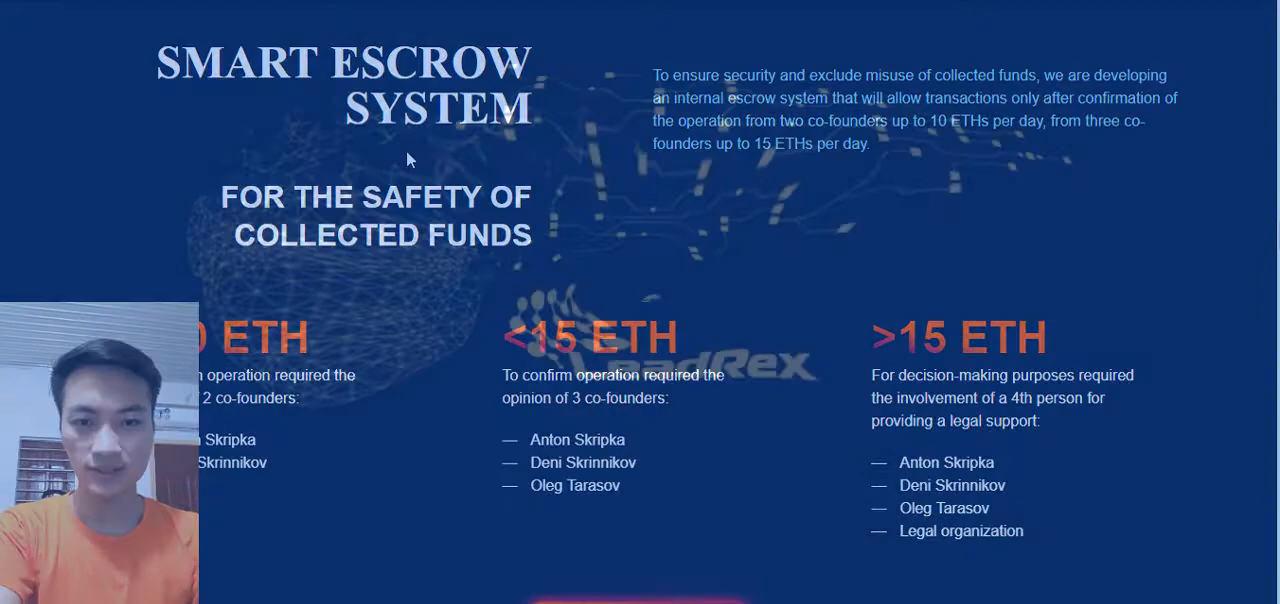 SMART ESCROW
SYSTEM
To ensure security and exclude misuse of collected funds, we are developing
an internal escrow system that will allow transactions only after confirmation of
the operation from two co-founders up to 10 ETHs per day, from three co-
founders up to 15 ETHs per day.
FOR THE SAFETY OF
COLLECTED FUNDS
ETH
operation required the
2 co-founders:
Skripka
Skrinnikov
<15 ETH
To confirm operation required the
opinion of 3 co-founders:
— Anton Skripka
— Deni Skrinnikov
— Oleg Tarasov
>15 ETH
For decision-making purposes required
the involvement of a 4th person for
providing a legal support:
— Anton Skripka
— Deni Skrinnikov
— Oleg Tarasov
— Legal organization
LeadRex